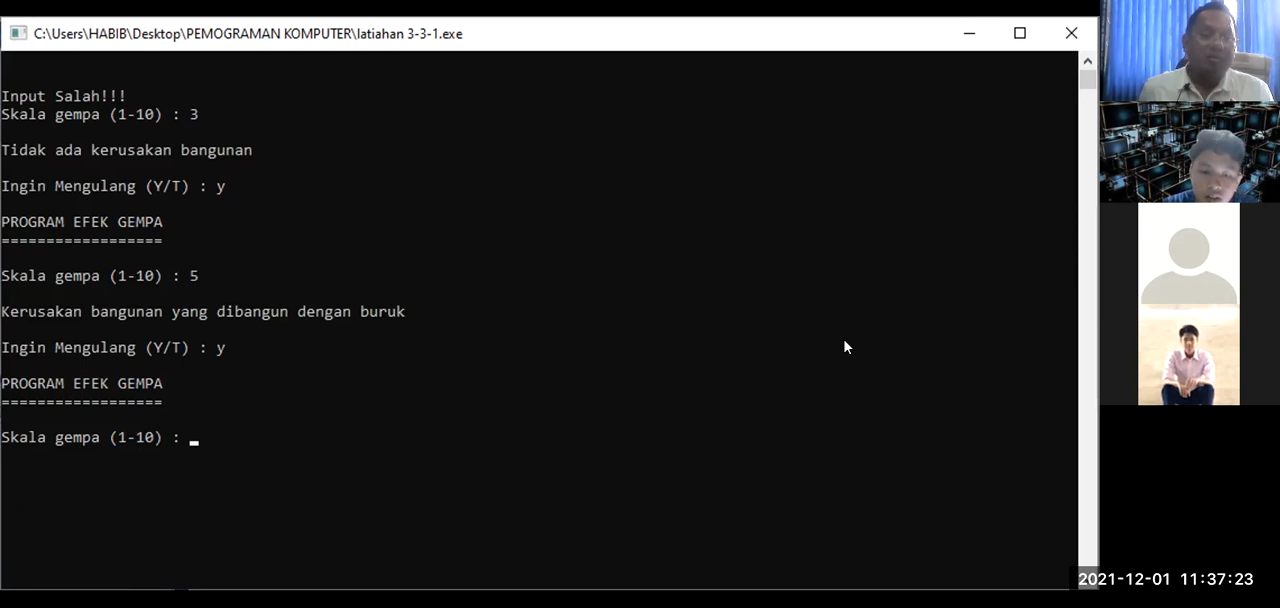 C:\Users\HABIB\Desktop\PEMOGRAMAN KOMPUTER\latiahan 3-3-1.exe
Input Salah!!!
Skala gempa (1-10) : 3
Tidak ada kerusakan bangunan
Ingin Mengulang (Y/T) : y
PROGRAM EFEK GEMPA
==================
Skala gempa (1-10) : 5
Kerusakan bangunan yang dibangun dengan buruk
Ingin Mengulang (Y/T) : y
PROGRAM EFEK GEMPA
==================
Skala gempa (1-10) : _
2021-12-01 11:37:23